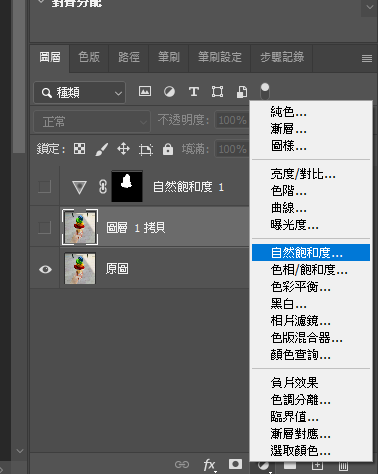 對齊分配
圖層 色版 路徑 筆刷 筆刷設定 步驟記錄
種類
正常 不透明度: 100%
鎖定: 填滿: 100%
自然飽和度 1
圖層 1 拷貝
原圖
fx
純色...
漸層...
圖樣...
亮度/對比...
色階...
曲線...
曝光度...
自然飽和度...
色相/飽和度...
色彩平衡...
黑白...
相片濾鏡...
色版混合器...
顏色查詢...
負片效果
色調分離...
臨界值...
漸層對應...
選取顏色...